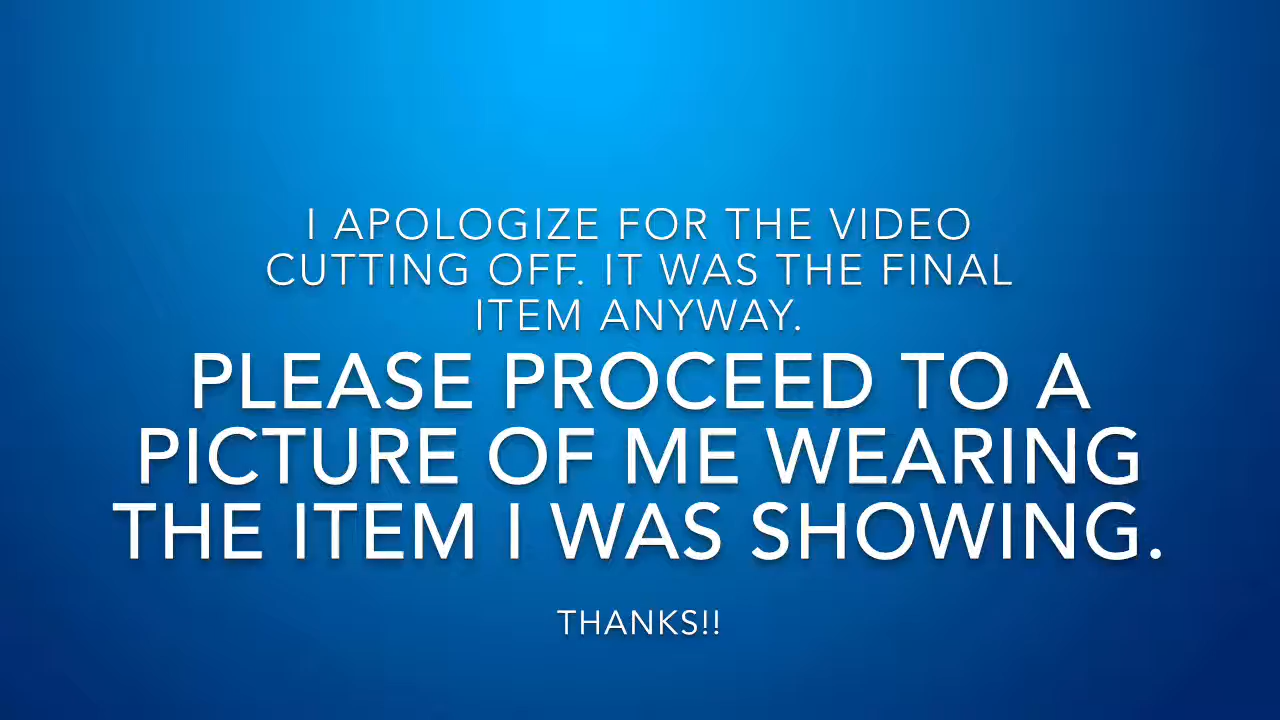 I APOLOGIZE FOR THE VIDEO
CUTTING OFF. IT WAS THE FINAL
ITEM ANYWAY.
PLEASE PROCEED TO A
PICTURE OF ME WEARING
THE ITEM I WAS SHOWING.
THANKS!!